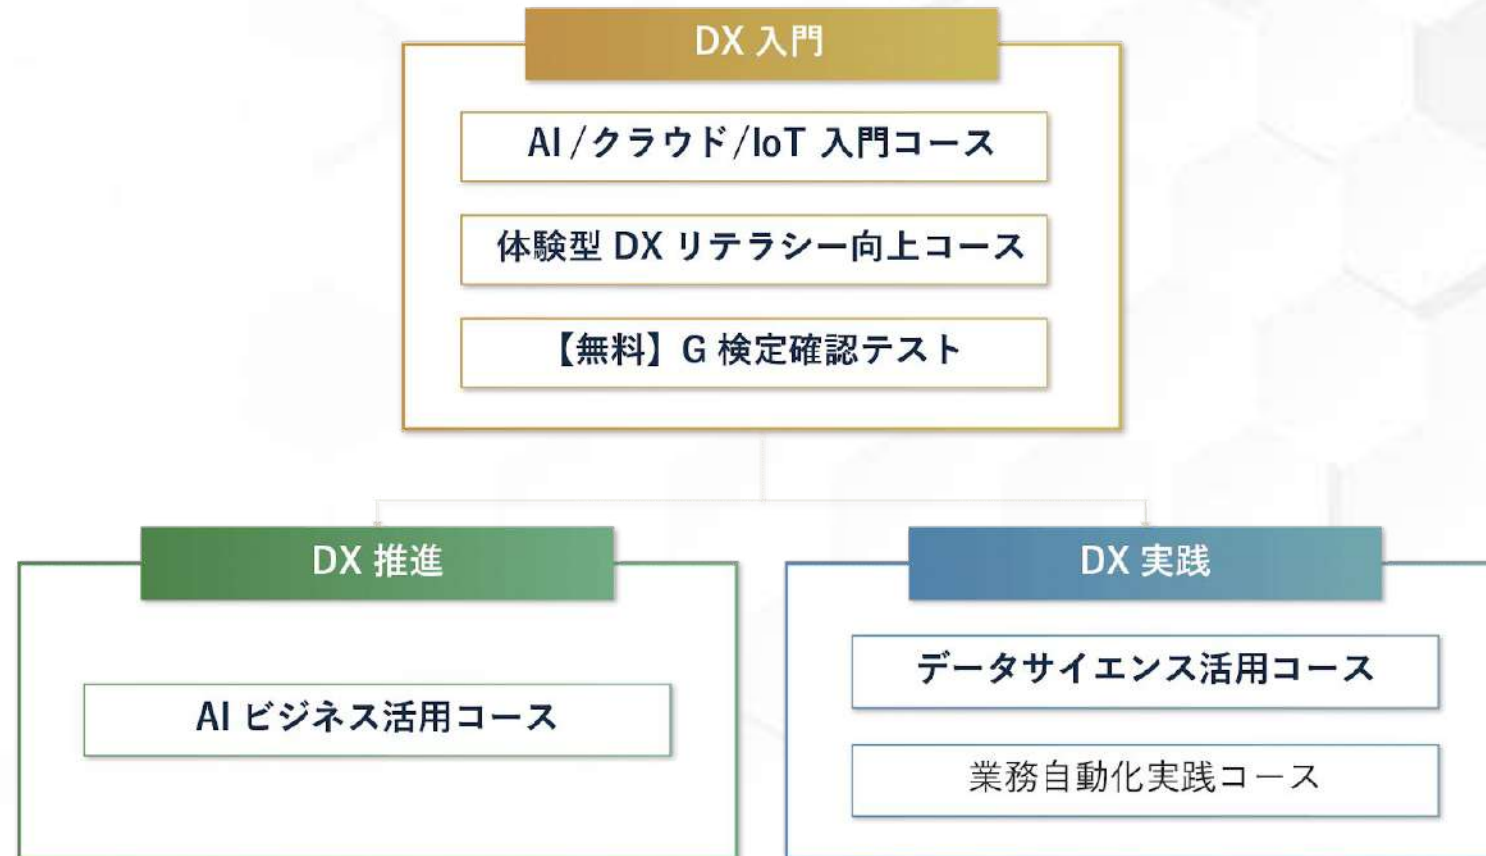 DX 入門
AI/クラウド/IoT 入門コース
体験型 DX リテラシー向上コース
【無料】G 検定確認テスト
DX 推進
AI ビジネス活用コース
DX 実践
データサイエンス活用コース
業務自動化実践コース